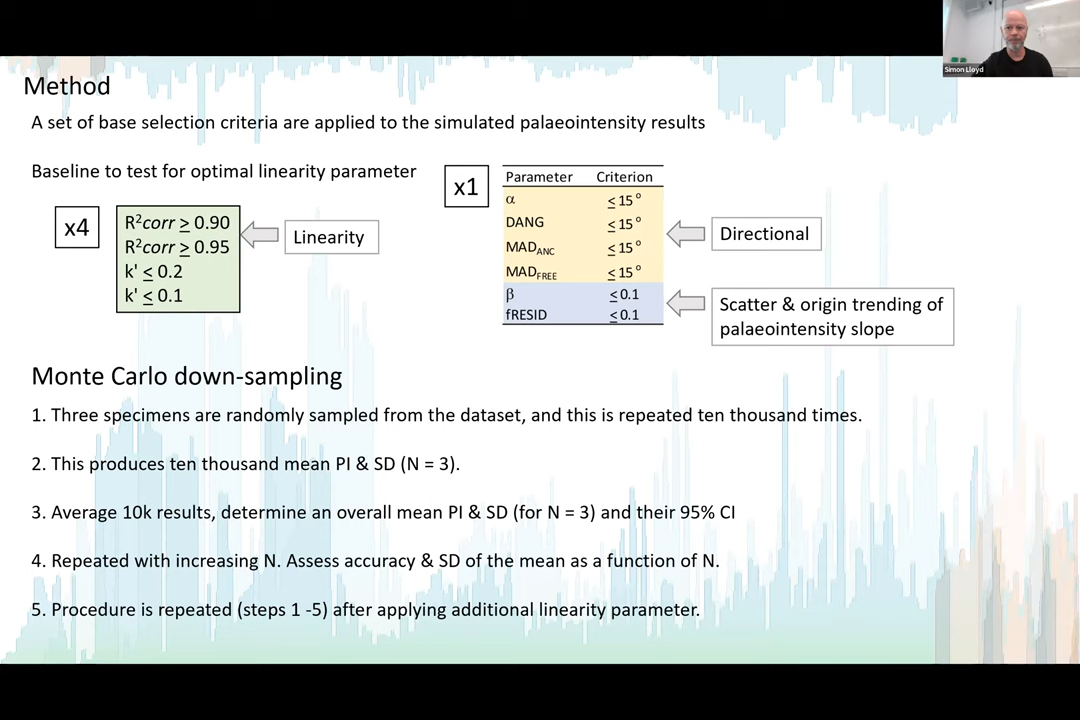 Simon Lloyd
Method
A set of base selection criteria are applied to the simulated palaeointensity results
Baseline to test for optimal linearity parameter
x4
R²corr ≥ 0.90
R²corr ≥ 0.95
k' ≤ 0.2
k' ≤ 0.1
Linearity
x1
Parameter Criterion
α ≤ 15 °
DANG ≤ 15 °
MAD_ANC ≤ 15 °
MAD_FREE ≤ 15 °
β ≤ 0.1
fRESID ≤ 0.1
Directional
Scatter & origin trending of
palaeointensity slope
Monte Carlo down-sampling
1. Three specimens are randomly sampled from the dataset, and this is repeated ten thousand times.
2. This produces ten thousand mean PI & SD (N = 3).
3. Average 10k results, determine an overall mean PI & SD (for N = 3) and their 95% CI
4. Repeated with increasing N. Assess accuracy & SD of the mean as a function of N.
5. Procedure is repeated (steps 1 -5) after applying additional linearity parameter.